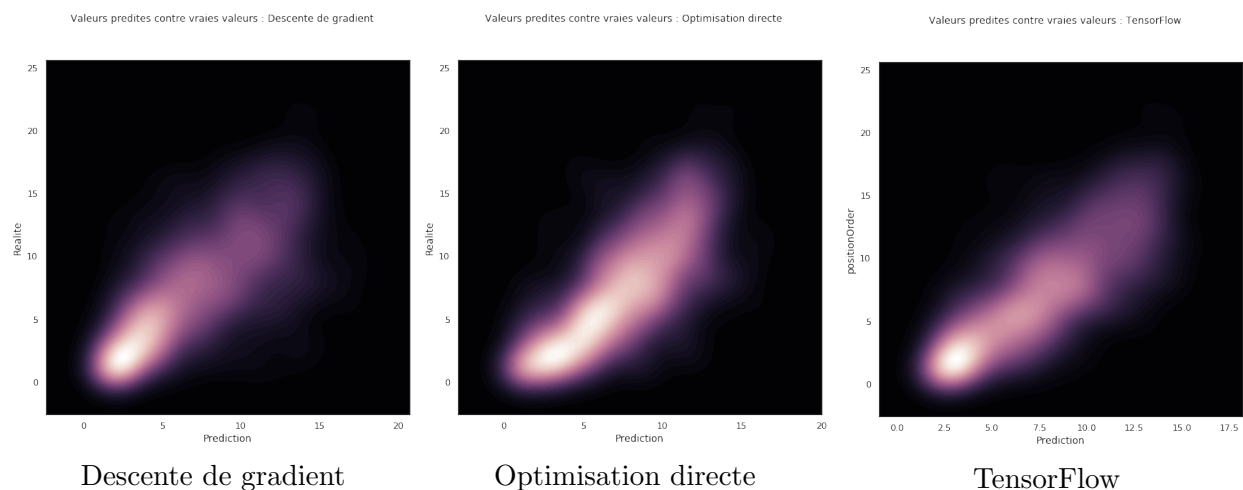 Valeurs predites contre vraies valeurs : Descente de gradient
25
20
15
10
5
0
Realite
0 5 10 15 20
Prediction
Descente de gradient
Valeurs predites contre vraies valeurs : Optimisation directe
25
20
15
10
5
0
Realite
0 5 10 15 20
Prediction
Optimisation directe
Valeurs predites contre vraies valeurs : TensorFlow
25
20
15
10
5
0
positionOrder
0.0 2.5 5.0 7.5 10.0 12.5 15.0 17.5
Prediction
TensorFlow